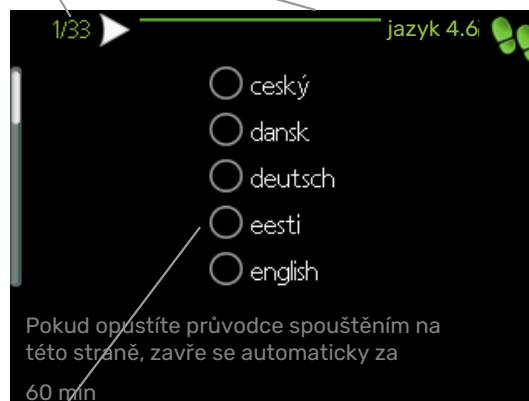 1/33
jazyk 4.6
ceský
dansk
deutsch
eesti
english
Pokud opustíte průvodce spouštěním na
této straně, zavře se automaticky za
60 min